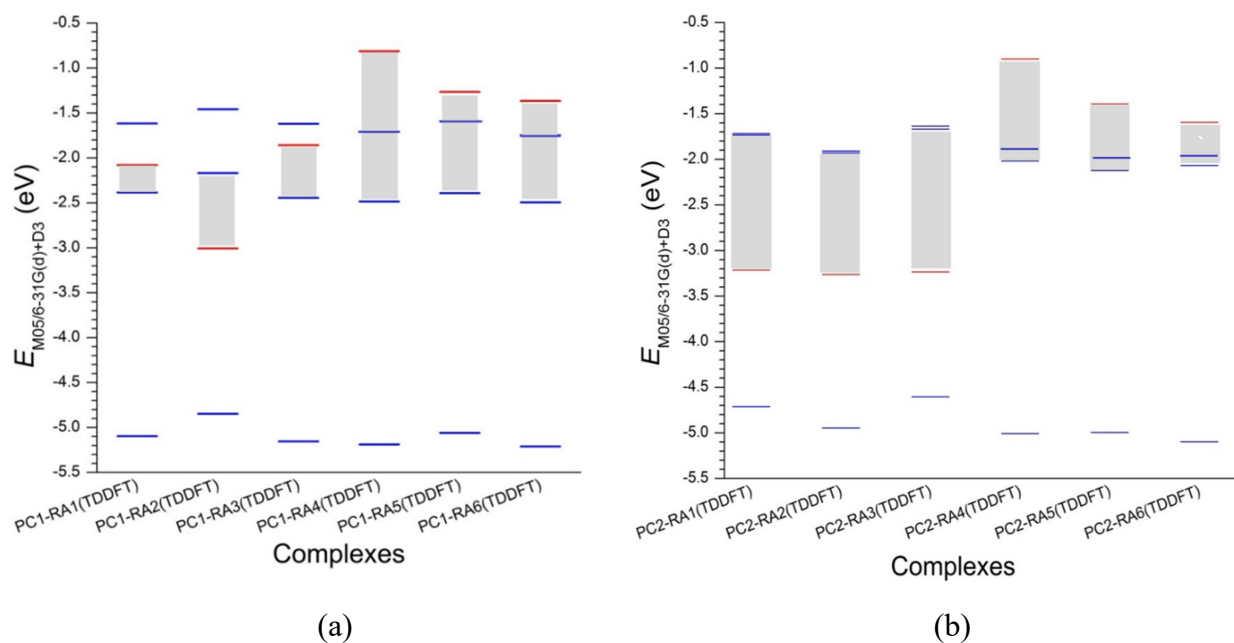 -0.5
-1.0
-1.5
-2.0
-2.5
-3.0
-3.5
-4.0
-4.5
-5.0
-5.5
E M05/6-31G(d)+D3 (eV)
PC1-RA1(TDDFT)
PC1-RA2(TDDFT)
PC1-RA3(TDDFT)
PC1-RA4(TDDFT)
PC1-RA5(TDDFT)
PC1-RA6(TDDFT)
Complexes
(a)
-0.5
-1.0
-1.5
-2.0
-2.5
-3.0
-3.5
-4.0
-4.5
-5.0
-5.5
E M05/6-31G(d)+D3 (eV)
PC2-RA1(TDDFT)
PC2-RA2(TDDFT)
PC2-RA3(TDDFT)
PC2-RA4(TDDFT)
PC2-RA5(TDDFT)
PC2-RA6(TDDFT)
Complexes
(b)